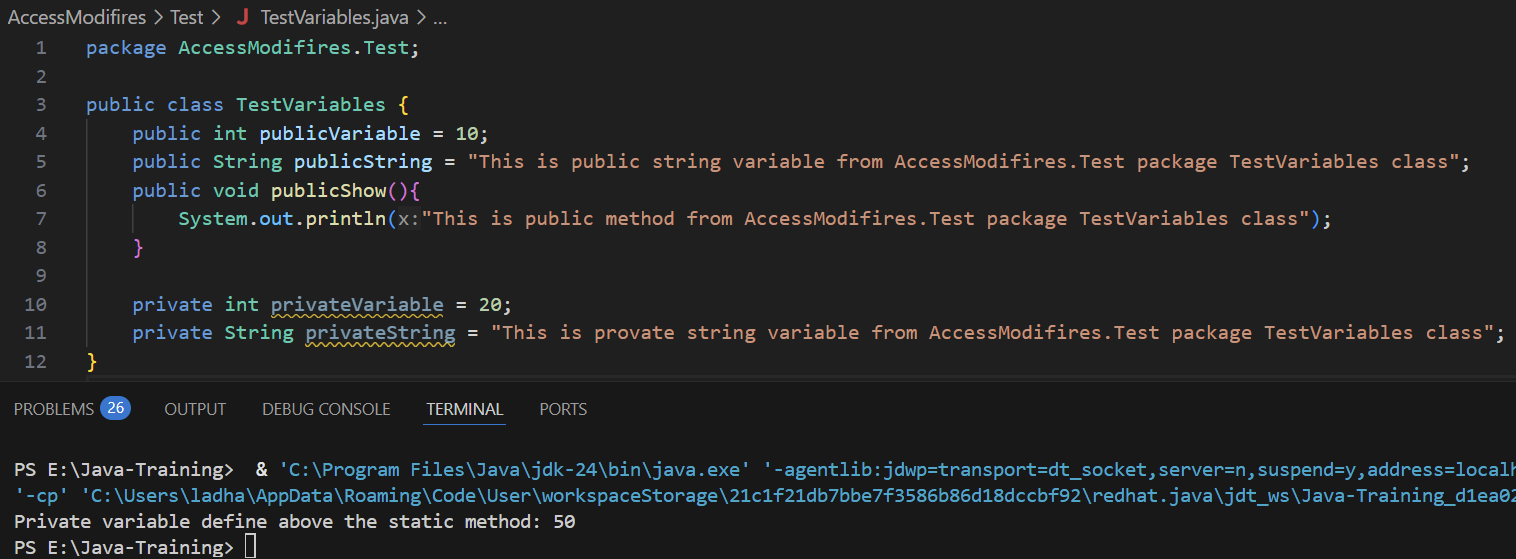 AccessModifires > Test > J TestVariables.java > ...
1 package AccessModifires.Test;
2
3 public class TestVariables {
4 public int publicVariable = 10;
5 public String publicString = "This is public string variable from AccessModifires.Test package TestVariables class";
6 public void publicShow(){
7 System.out.println(x:"This is public method from AccessModifires.Test package TestVariables class");
8 }
9
10 private int privateVariable = 20;
11 private String privateString = "This is provate string variable from AccessModifires.Test package TestVariables class";
12 }
PROBLEMS 26 OUTPUT DEBUG CONSOLE TERMINAL PORTS
PS E:\Java-Training> & 'C:\Program Files\Java\jdk-24\bin\java.exe' '-agentlib:jdwp=transport=dt_socket,server=n,suspend=y,address=localh
'-cp' 'C:\Users\ladha\AppData\Roaming\Code\User\workspaceStorage\21c1f21db7bbe7f3586b86d18dccbf92\redhat.java\jdt_ws\Java-Training_d1ea02
Private variable define above the static method: 50
PS E:\Java-Training>